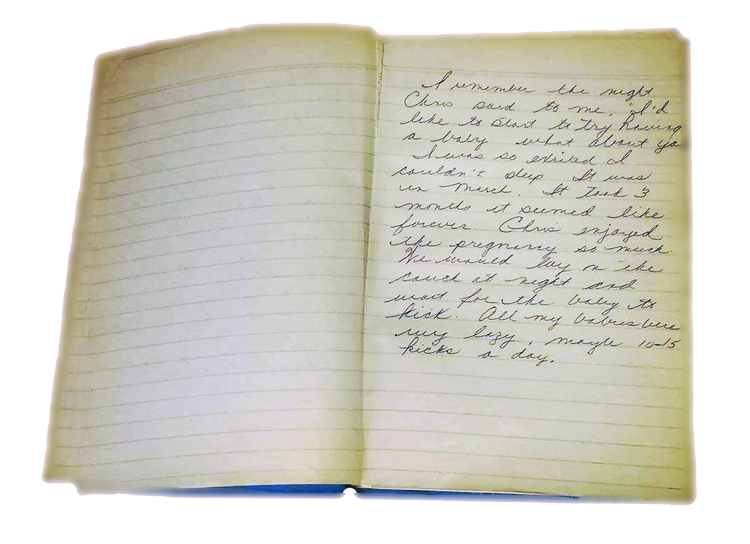 I remember the night
Chris said to me, "I'd
like to start to try having
a baby what about yo
I was so excited I
couldn't sleep. It was
in March. It took 3
months it seemed like
forever. Chris enjoyed
the pregnancy so much.
We would lay on the
couch at night and
wait for the baby to
kick. All my babies were
very lazy, maybe 10-15
kicks a day.